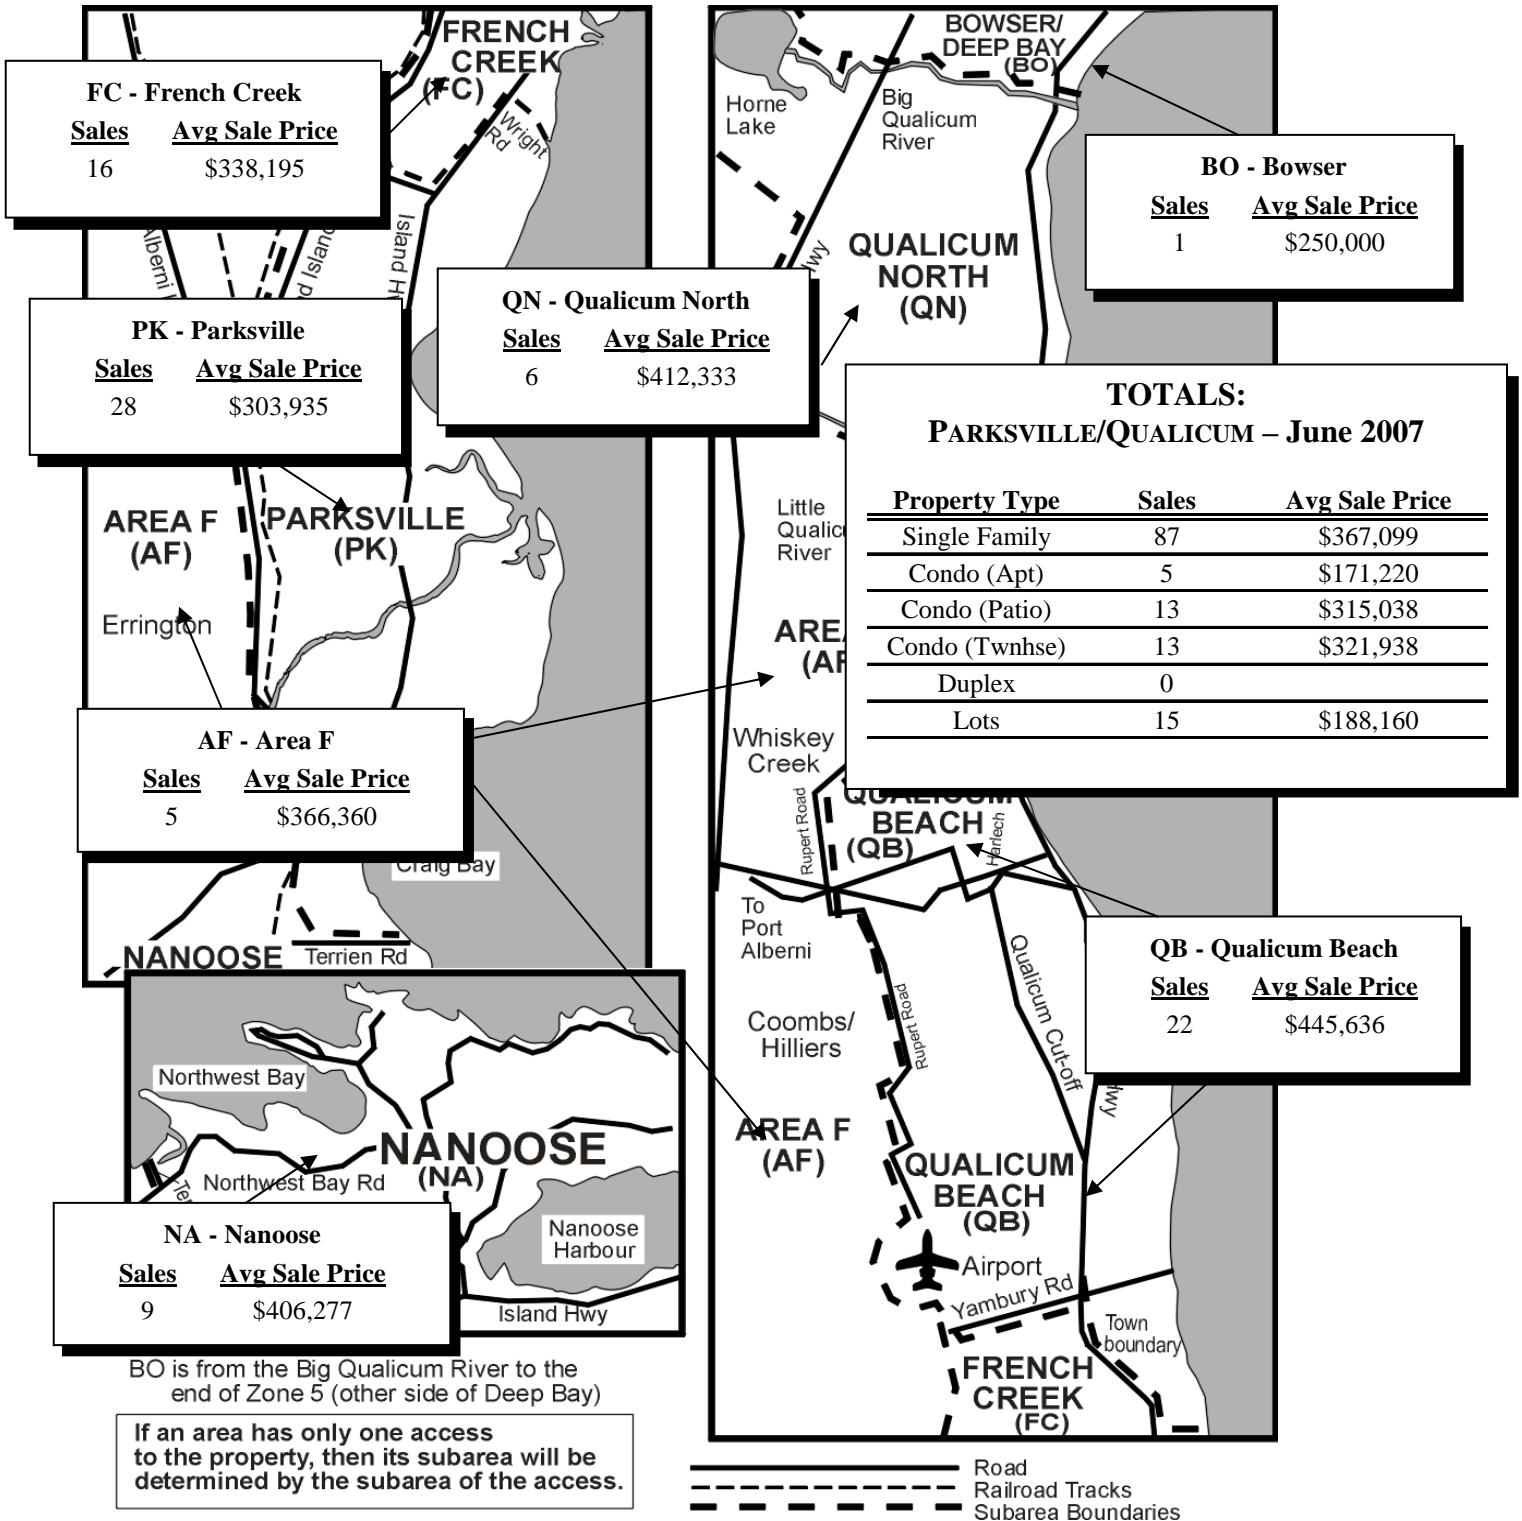 FRENCH
CREEK
(FC)
Wright
Rd
FC - French Creek
Sales Avg Sale Price
16 $338,195
Alberni
Island
PK - Parksville
Sales Avg Sale Price
28 $303,935
AREA F
(AF)
PARKSVILLE
(PK)
Errington
AF - Area F
Sales Avg Sale Price
5 $366,360
Craig Bay
NANOOSE
Terrien Rd
Northwest Bay
NANOOSE
(NA)
Northwest Bay Rd
Nanoose
Harbour
Island Hwy
NA - Nanoose
Sales Avg Sale Price
9 $406,277
BO is from the Big Qualicum River to the
end of Zone 5 (other side of Deep Bay)
If an area has only one access
to the property, then its subarea will be
determined by the subarea of the access.
BOWSER/
DEEP BAY
(BO)
Horne
Lake
Big
Qualicum
River
BO - Bowser
Sales Avg Sale Price
1 $250,000
QUALICUM
NORTH
(QN)
QN - Qualicum North
Sales Avg Sale Price
6 $412,333
TOTALS:
PARKSVILLE/QUALICUM – June 2007
Property Type Sales Avg Sale Price
Single Family 87 $367,099
Condo (Apt) 5 $171,220
Condo (Patio) 13 $315,038
Condo (Twnhse) 13 $321,938
Duplex 0
Lots 15 $188,160
Little
River
Whiskey
Creek
Rupert Road
QUALICUM
BEACH
(QB)
Harlech
To
Port
Alberni
QB - Qualicum Beach
Sales Avg Sale Price
22 $445,636
Qualicum Cut-off
Hwy
Rupert Road
Coombs/
Hilliers
AREA F
(AF)
QUALICUM
BEACH
(QB)
Airport
Yambury Rd
Town
boundary
FRENCH
CREEK
(FC)
Road
Railroad Tracks
Subarea Boundaries